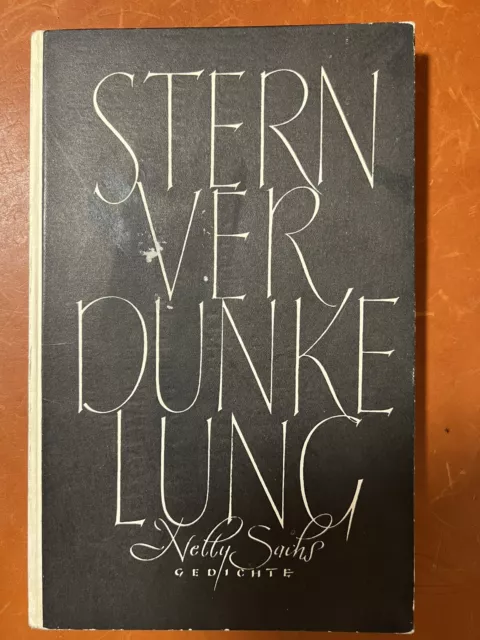 STERN
VER
DUNKE
LUNG
Nelly Sachs
GEDICHTE